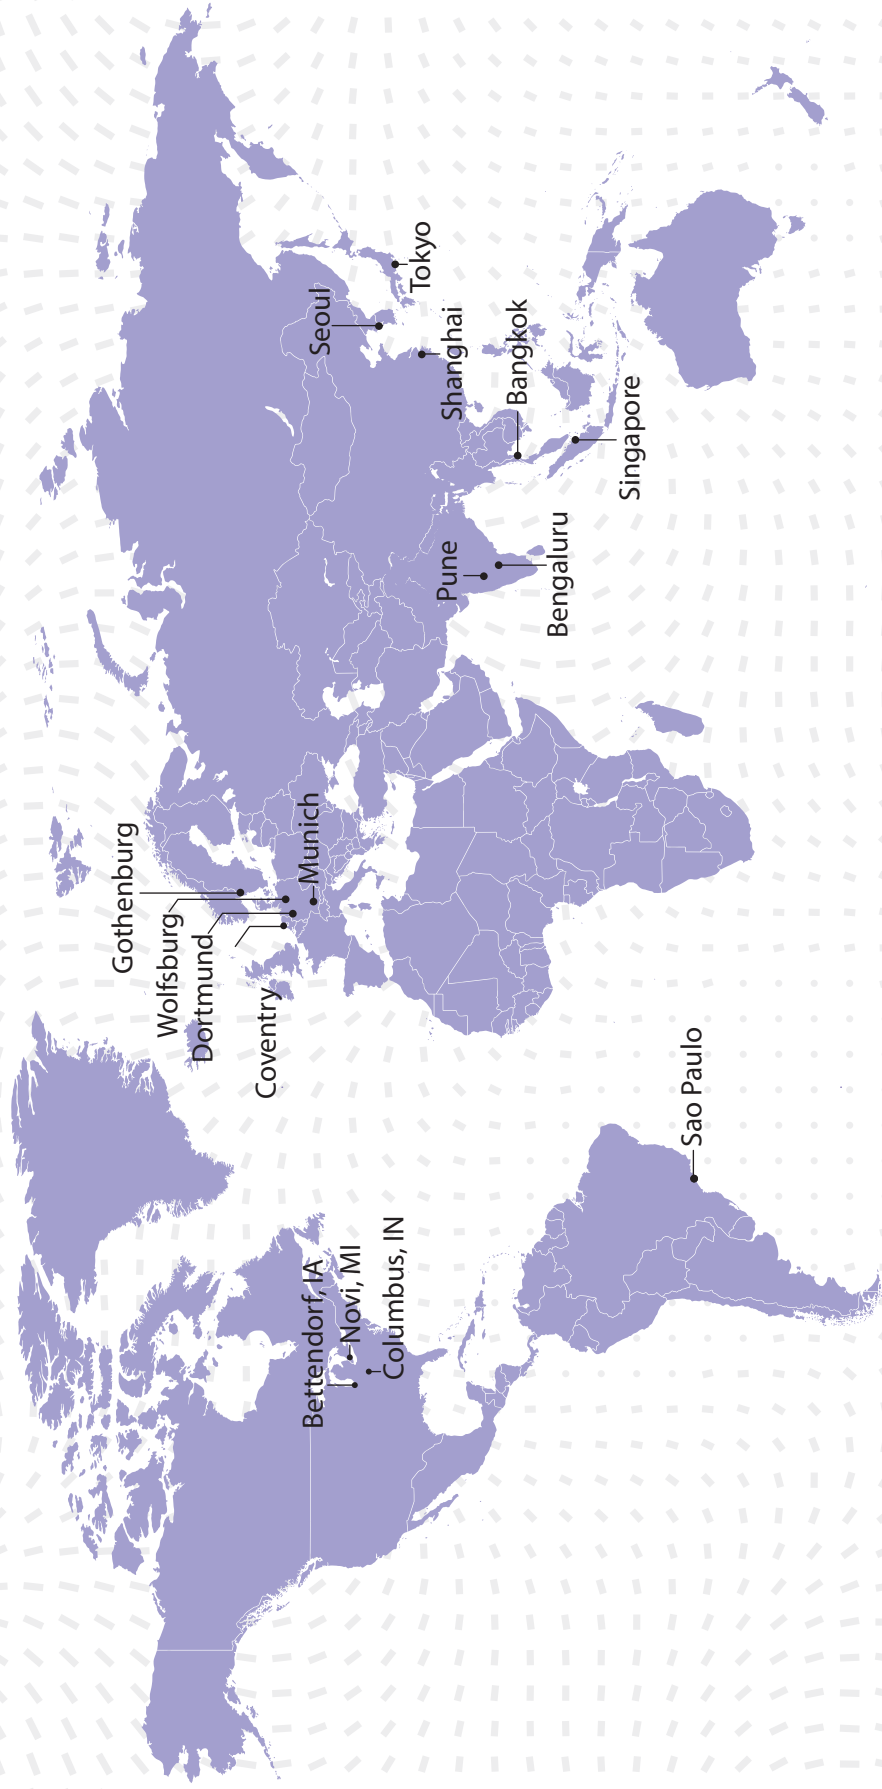 Gothenburg
Wolfsburg
Dortmund
Coventry
Munich
Bettendorf, IA
Novi, MI
Columbus, IN
Sao Paulo
Seoul
Tokyo
Shanghai
Bangkok
Singapore
Pune
Bengaluru